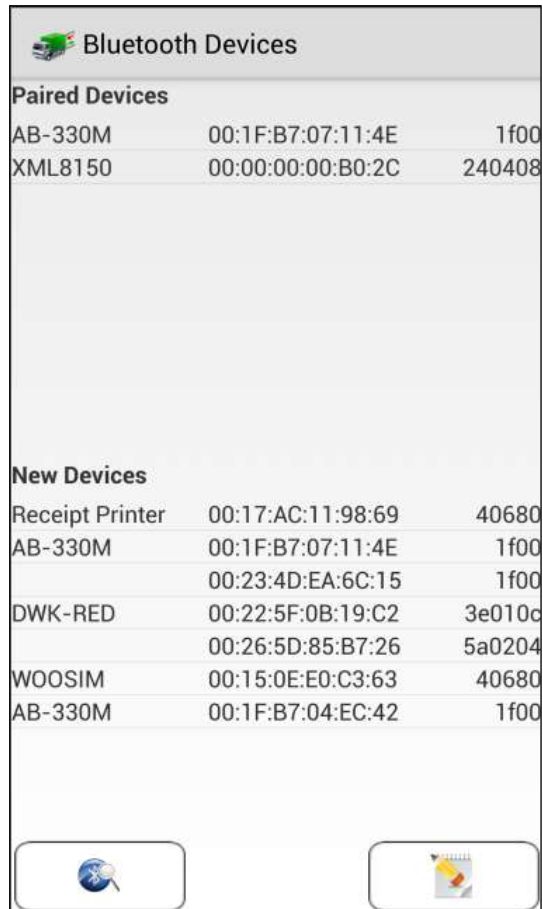 Bluetooth Devices
Paired Devices
AB-330M 00:1F:B7:07:11:4E 1f00
XML8150 00:00:00:00:B0:2C 240408
New Devices
Receipt Printer 00:17:AC:11:98:69 40680
AB-330M 00:1F:B7:07:11:4E 1f00
00:23:4D:EA:6C:15 1f00
DWK-RED 00:22:5F:0B:19:C2 3e010c
00:26:5D:85:B7:26 5a0204
WOOSIM 00:15:0E:E0:C3:63 40680
AB-330M 00:1F:B7:04:EC:42 1f00